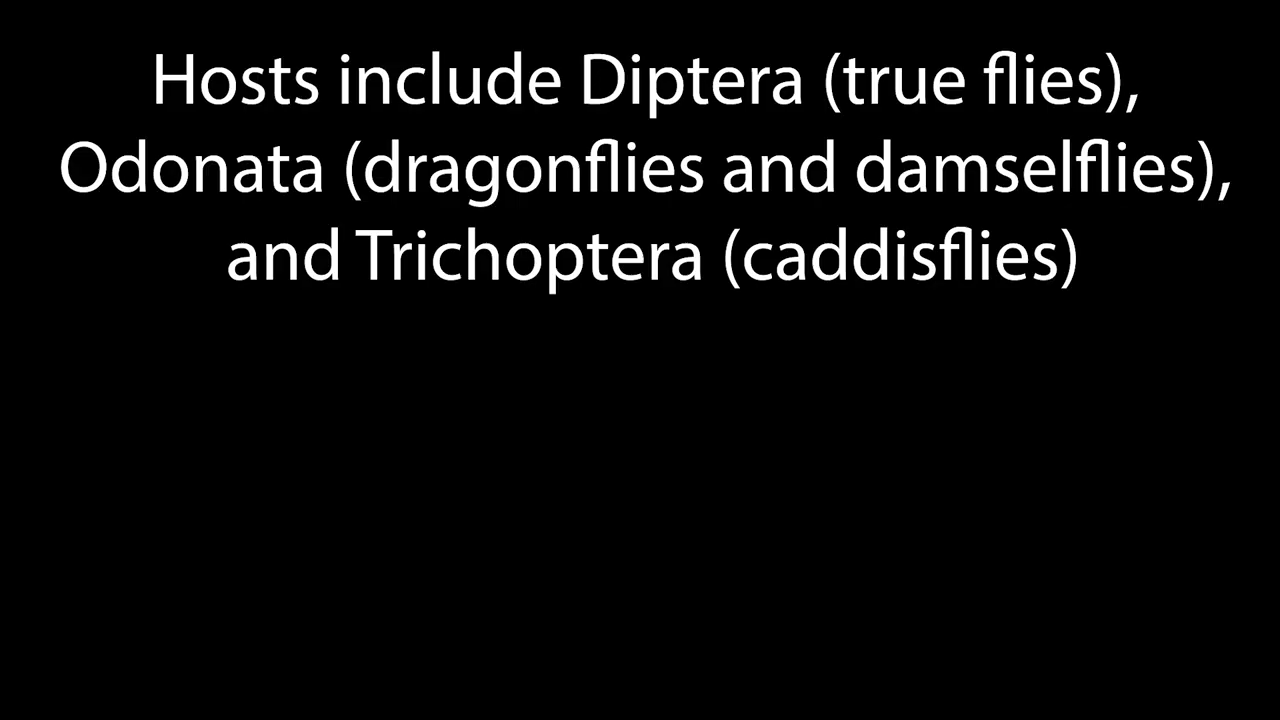 Hosts include Diptera (true flies),
Odonata (dragonflies and damselflies),
and Trichoptera (caddisflies)